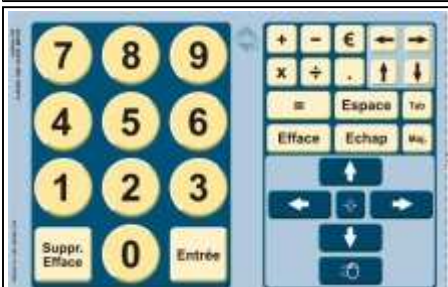 7 8 9
4 5 6
1 2 3
Suppr.
Efface
0
Entrée
+ - € ← →
x ÷ . ↑ ↓
= Espace Tab
Efface Echap Maj.